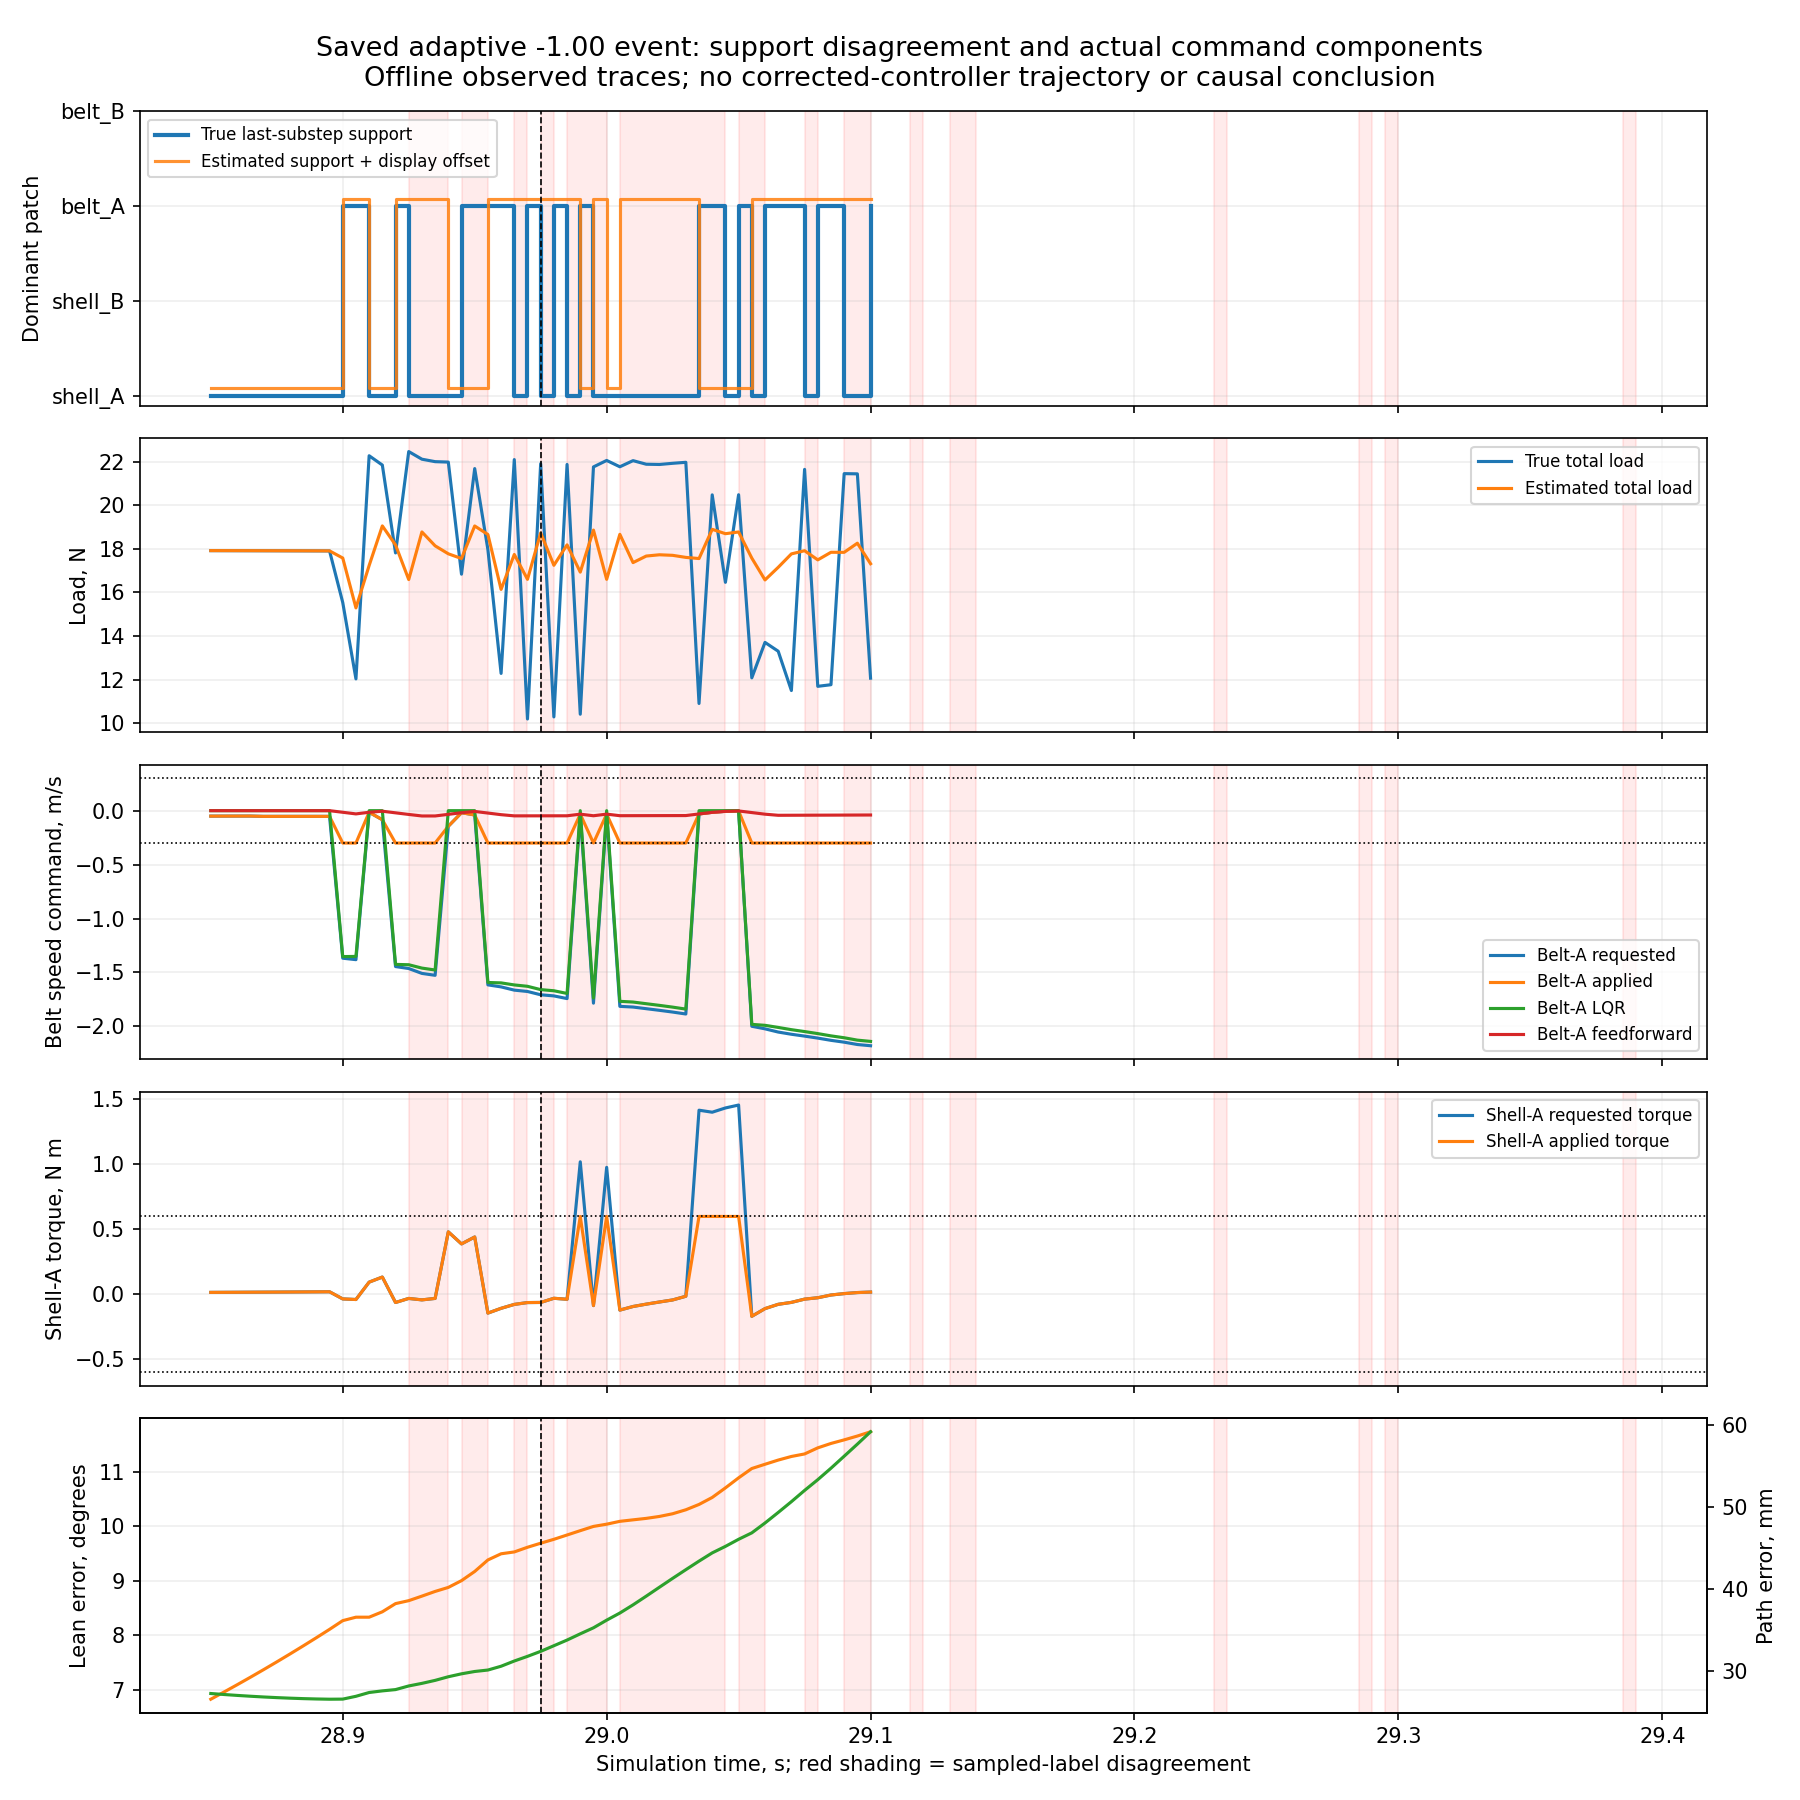 Saved adaptive -1.00 event: support disagreement and actual command components
Offline observed traces; no corrected-controller trajectory or causal conclusion
Dominant patch
belt_B
belt_A
shell_B
shell_A
True last-substep support
Estimated support + display offset
Load, N
22
20
18
16
14
12
10
True total load
Estimated total load
Belt speed command, m/s
0.0
−0.5
−1.0
−1.5
−2.0
Belt-A requested
Belt-A applied
Belt-A LQR
Belt-A feedforward
Shell-A torque, N m
1.5
1.0
0.5
0.0
−0.5
Shell-A requested torque
Shell-A applied torque
Lean error, degrees
11
10
9
8
7
Path error, mm
60
50
40
30
28.9
29.0
29.1
29.2
29.3
29.4
Simulation time, s; red shading = sampled-label disagreement